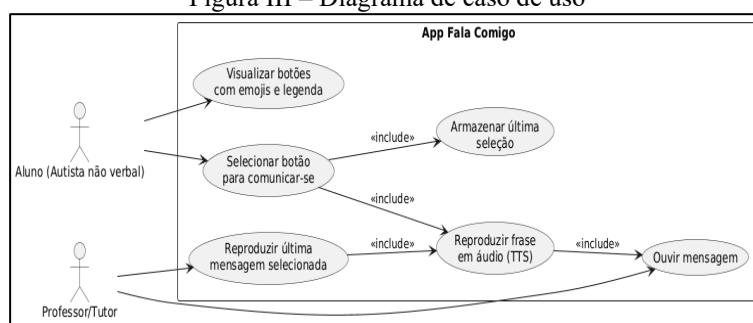 Figura III – Diagrama de caso de uso
App Fala Comigo
Visualizar botões
com emojis e legenda
Aluno (Autista não verbal)
Selecionar botão
para comunicar-se
«include»
Armazenar última
seleção
«include»
Reproduzir última
mensagem selecionada
«include»
Reproduzir frase
em áudio (TTS)
«include»
Ouvir mensagem
Professor/Tutor